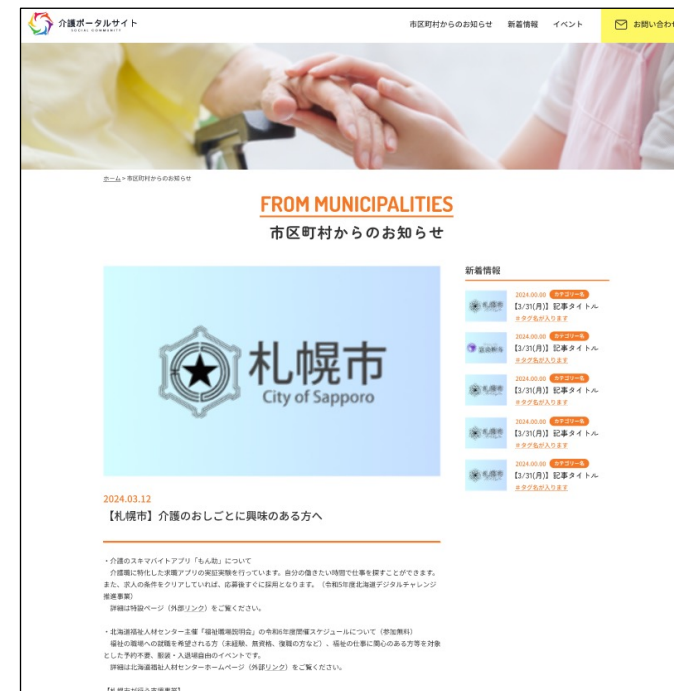 介護ポータルサイト
SOCIAL COMMUNITY
市区町村からのお知らせ 新着情報 イベント お問い合わせ
ホーム > 市区町村からのお知らせ
FROM MUNICIPALITIES
市区町村からのお知らせ
札幌市
City of Sapporo
2024.03.12
【札幌市】介護のおしごとに興味のある方へ
・介護のスキマバイトアプリ「もん助」について
介護職に特化した求職アプリの実証実験を行っています。自分の働きたい時間で仕事を探すことができます。
また、求人の条件をクリアしていれば、応募後すぐに採用となります。（令和5年度北海道デジタルチャレンジ
推進事業）
詳細は特設ページ（外部リンク）をご覧ください。
・北海道福祉人材センター主催「福祉職場説明会」の令和6年度開催スケジュールについて（参加無料）
福祉の職場への就職を希望される方（未経験、無資格、復職の方など）、福祉の仕事に関心のある方等を対象
とした予約不要、服装・入退場自由のイベントです。
詳細は北海道福祉人材センターホームページ（外部リンク）をご覧ください。
【札幌市が行う支援事業】
新着情報
2024.00.00 カテゴリー名
札幌市 【3/31(月)】記事タイトル
#タグ名が入ります
2024.00.00 カテゴリー名
【3/31(月)】記事タイトル
#タグ名が入ります
2024.00.00 カテゴリー名
札幌市 【3/31(月)】記事タイトル
#タグ名が入ります
2024.00.00 カテゴリー名
札幌市 【3/31(月)】記事タイトル
#タグ名が入ります
2024.00.00 カテゴリー名
札幌市 【3/31(月)】記事タイトル
#タグ名が入ります